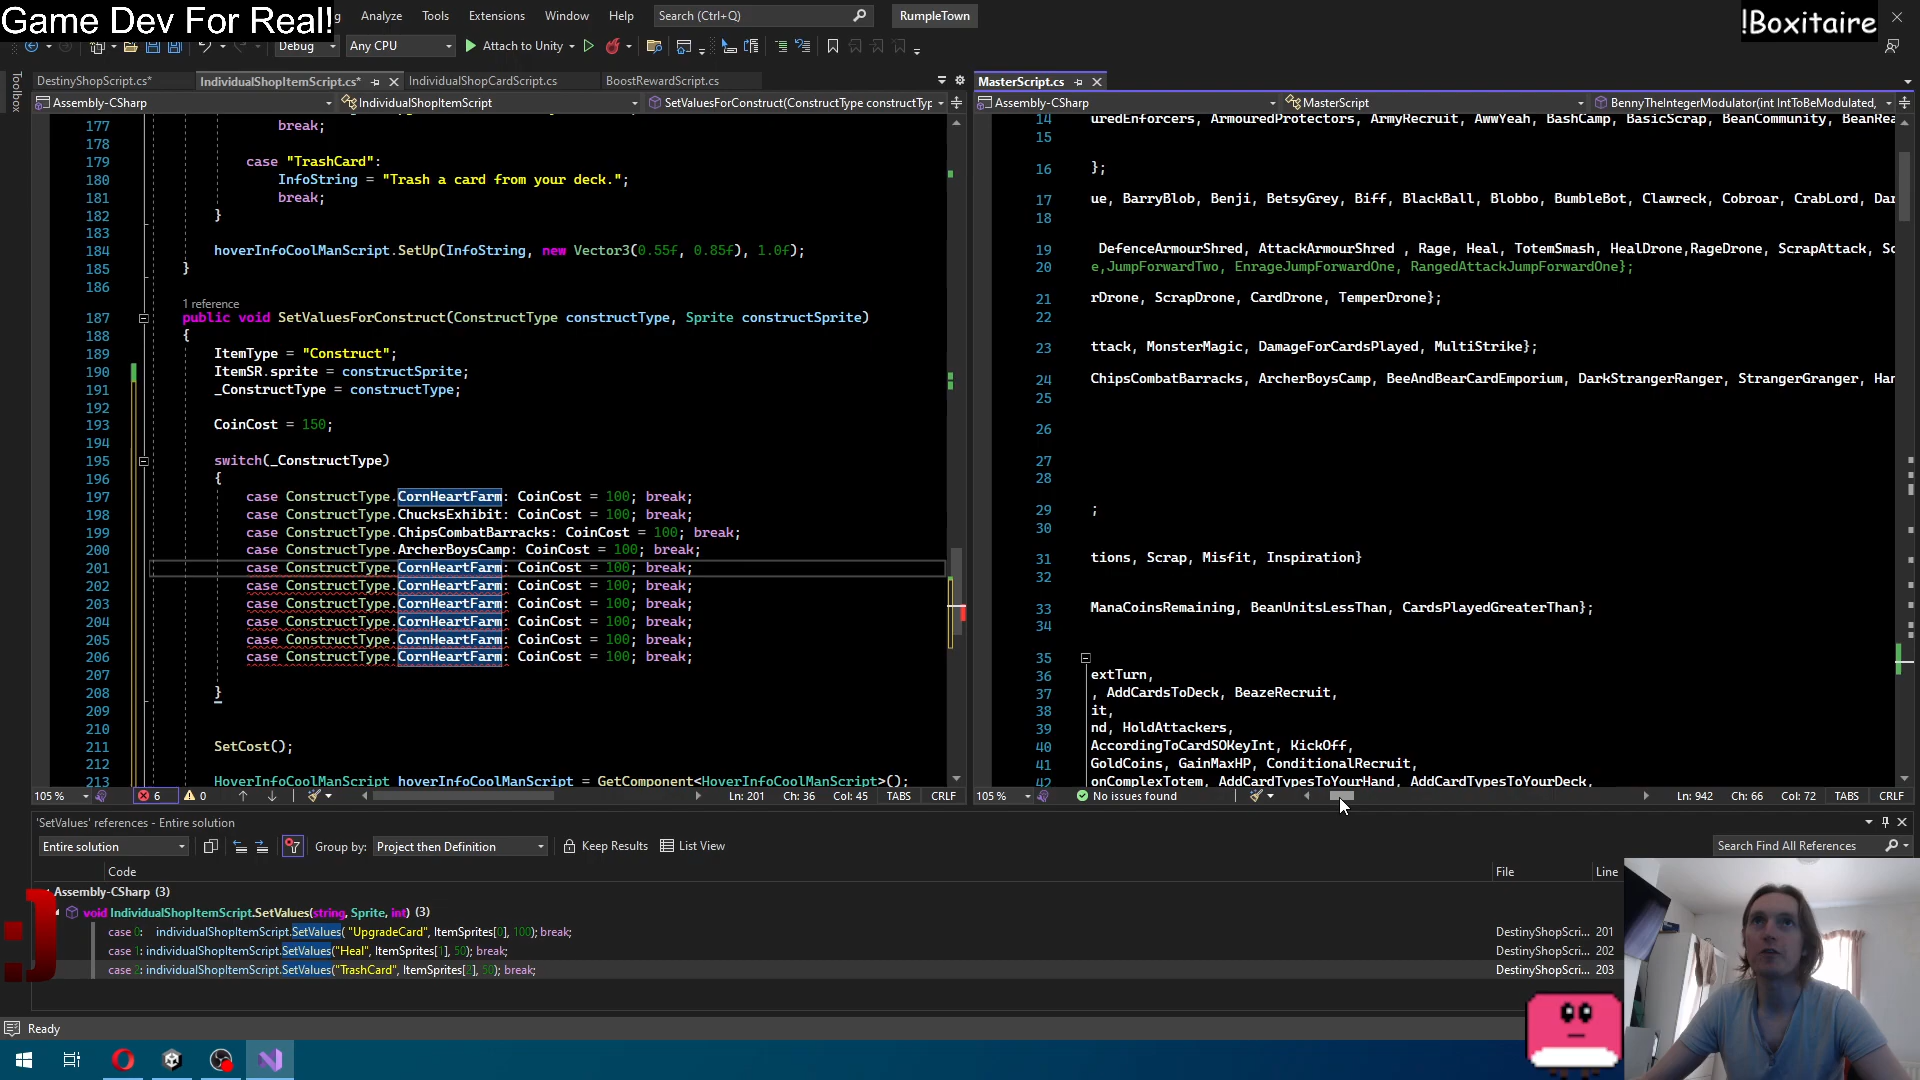 Game Dev For Real!
Analyze Tools Extensions Window Help Search (Ctrl+Q) RumpleTown
!Boxitaire
Debug Any CPU Attach to Unity
Toolbox
DestinyShopScript.cs* IndividualShopItemScript.cs* IndividualShopCardScript.cs BoostRewardScript.cs
Assembly-CSharp IndividualShopItemScript SetValuesForConstruct(ConstructType constructTyp
177 break;
178
179 case "TrashCard":
180 InfoString = "Trash a card from your deck.";
181 break;
182 }
183
184 hoverInfoCoolManScript.SetUp(InfoString, new Vector3(0.55f, 0.85f), 1.0f);
185 }
186
1 reference
187 public void SetValuesForConstruct(ConstructType constructType, Sprite constructSprite)
188 {
189 ItemType = "Construct";
190 ItemSR.sprite = constructSprite;
191 _ConstructType = constructType;
192
193 CoinCost = 150;
194
195 switch(_ConstructType)
196 {
197 case ConstructType.CornHeartFarm: CoinCost = 100; break;
198 case ConstructType.ChucksExhibit: CoinCost = 100; break;
199 case ConstructType.ChipsCombatBarracks: CoinCost = 100; break;
200 case ConstructType.ArcherBoysCamp: CoinCost = 100; break;
201 case ConstructType.CornHeartFarm: CoinCost = 100; break;
202 case ConstructType.CornHeartFarm: CoinCost = 100; break;
203 case ConstructType.CornHeartFarm: CoinCost = 100; break;
204 case ConstructType.CornHeartFarm: CoinCost = 100; break;
205 case ConstructType.CornHeartFarm: CoinCost = 100; break;
206 case ConstructType.CornHeartFarm: CoinCost = 100; break;
207
208 }
209
210
211 SetCost();
212
213 HoverInfoCoolManScript hoverInfoCoolManScript = GetComponent<HoverInfoCoolManScript>();
105 % 6 0 Ln: 201 Ch: 36 Col: 45 TABS CRLF
MasterScript.cs
Assembly-CSharp MasterScript BennyTheIntegerModulator(int IntToBeModulated,
14 uredEnforcers, ArmouredProtectors, ArmyRecruit, AwwYeah, BashCamp, BasicScrap, BeanCommunity, BeanRea
15
16 };
17 ue, BarryBlob, Benji, BetsyGrey, Biff, BlackBall, Blobbo, BumbleBot, Clawreck, Cobroar, CrabLord, Dar
18
19 DefenceArmourShred, AttackArmourShred , Rage, Heal, TotemSmash, HealDrone,RageDrone, ScrapAttack, Sc
20 e,JumpForwardTwo, EnrageJumpForwardOne, RangedAttackJumpForwardOne};
21 rDrone, ScrapDrone, CardDrone, TemperDrone};
22
23 ttack, MonsterMagic, DamageForCardsPlayed, MultiStrike};
24 ChipsCombatBarracks, ArcherBoysCamp, BeeAndBearCardEmporium, DarkStrangerRanger, StrangerGranger, Har
25
26
27
28
29 ;
30
31 tions, Scrap, Misfit, Inspiration}
32
33 ManaCoinsRemaining, BeanUnitsLessThan, CardsPlayedGreaterThan};
34
35
36 extTurn,
37 , AddCardsToDeck, BeazeRecruit,
38 it,
39 nd, HoldAttackers,
40 AccordingToCardSOKeyInt, KickOff,
41 GoldCoins, GainMaxHP, ConditionalRecruit,
42 onComplexTotem, AddCardTypesToYourHand, AddCardTypesToYourDeck,
105 % No issues found Ln: 942 Ch: 66 Col: 72 TABS CRLF
'SetValues' references - Entire solution
Entire solution Group by: Project then Definition Keep Results List View Search Find All References
Code File Line
Assembly-CSharp (3)
void IndividualShopItemScript.SetValues(string, Sprite, int) (3)
case 0: individualShopItemScript.SetValues( "UpgradeCard", ItemSprites[0], 100); break; DestinyShopScri... 201
case 1: individualShopItemScript.SetValues("Heal", ItemSprites[1], 50); break; DestinyShopScri... 202
case 2: individualShopItemScript.SetValues("TrashCard", ItemSprites[2], 50); break; DestinyShopScri... 203
Ready